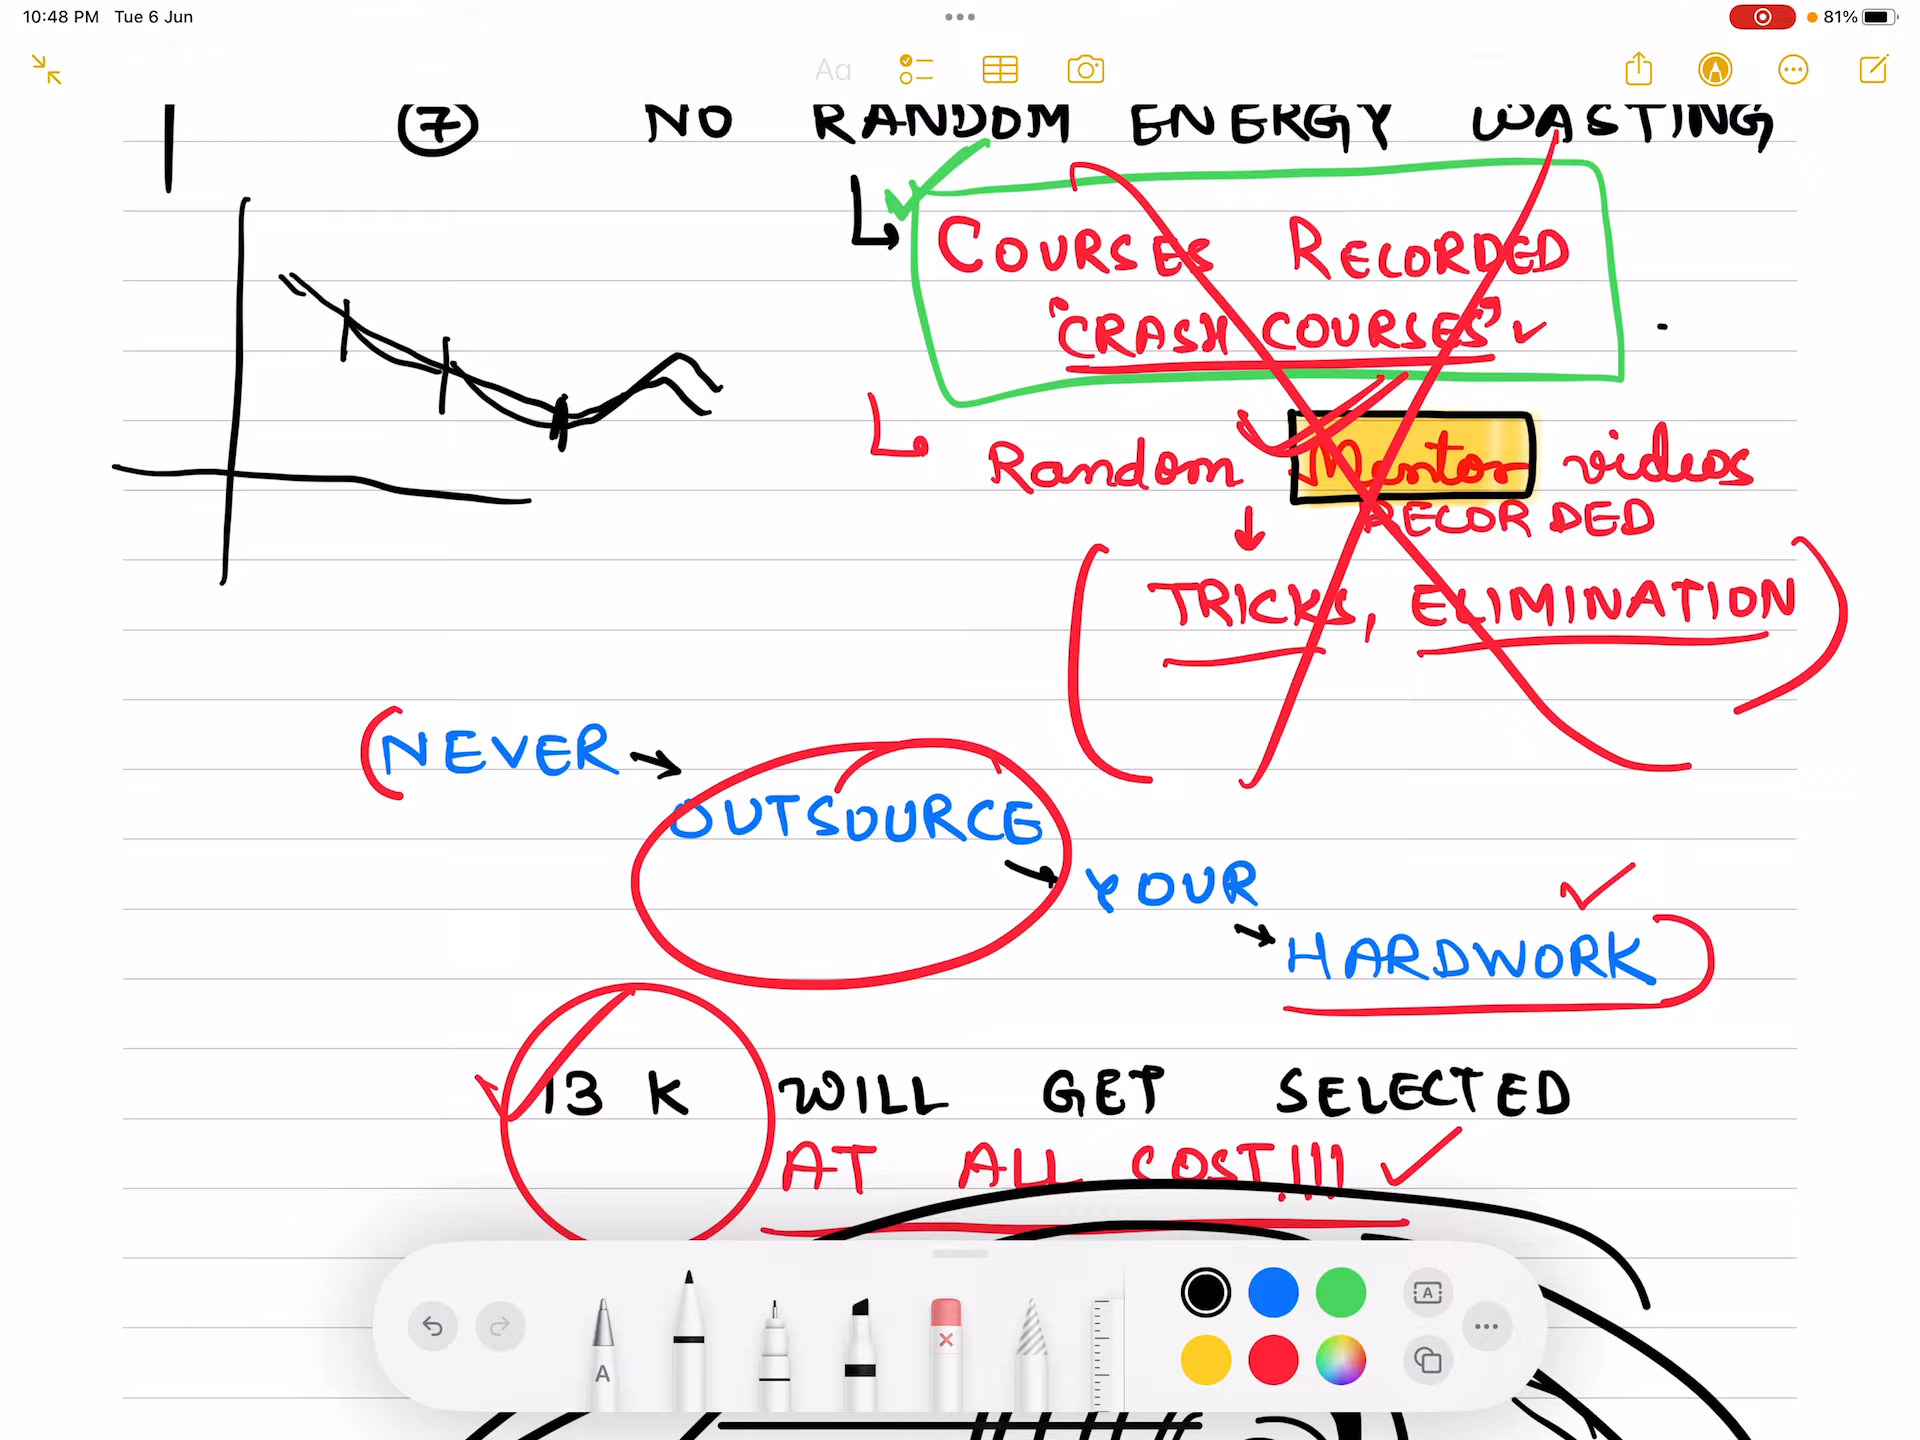 10:48 PM Tue 6 Jun
81%
Aa
7 NO RANDOM ENERGY WASTING
COURSES RECORDED
"CRASH COURSES"
Random Mentor videos
RECORDED
TRICKS, ELIMINATION
(NEVER
OUTSOURCE
YOUR
HARDWORK)
13 K WILL GET SELECTED
AT ALL COST!!!
A
A